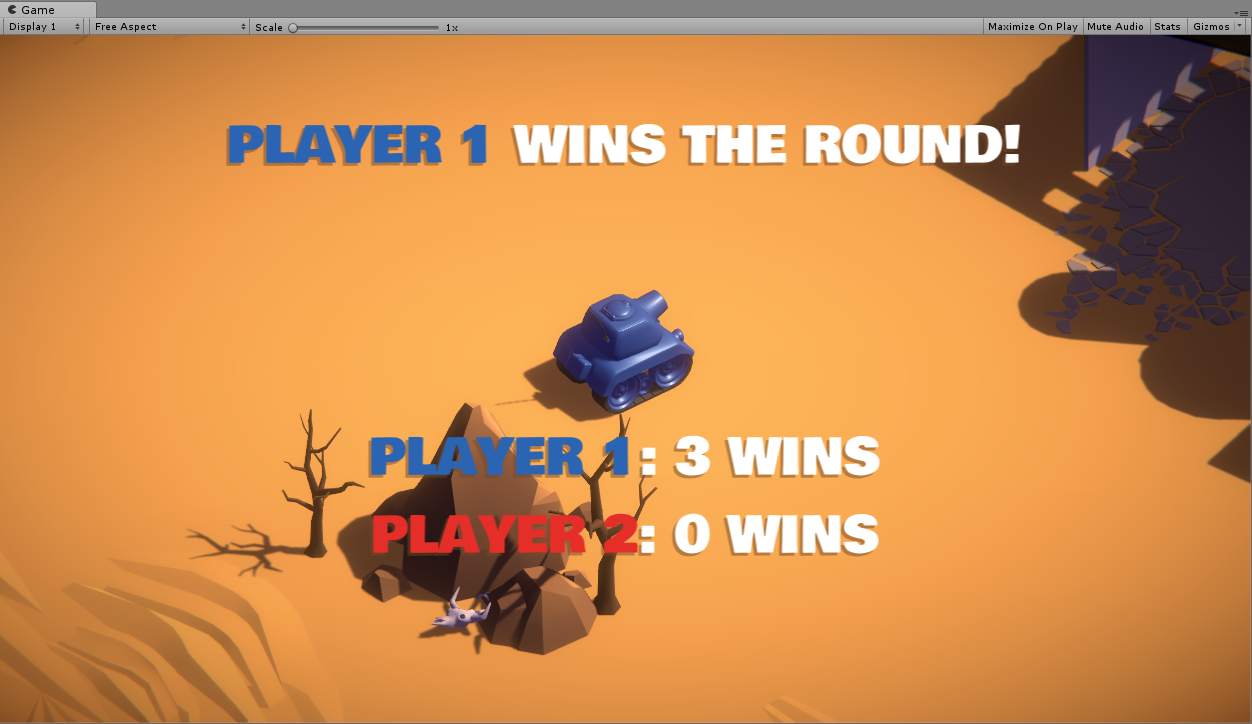 Game
Display 1 Free Aspect Scale 1x Maximize On Play Mute Audio Stats Gizmos
PLAYER 1 WINS THE ROUND!
PLAYER 1: 3 WINS
PLAYER 2: 0 WINS